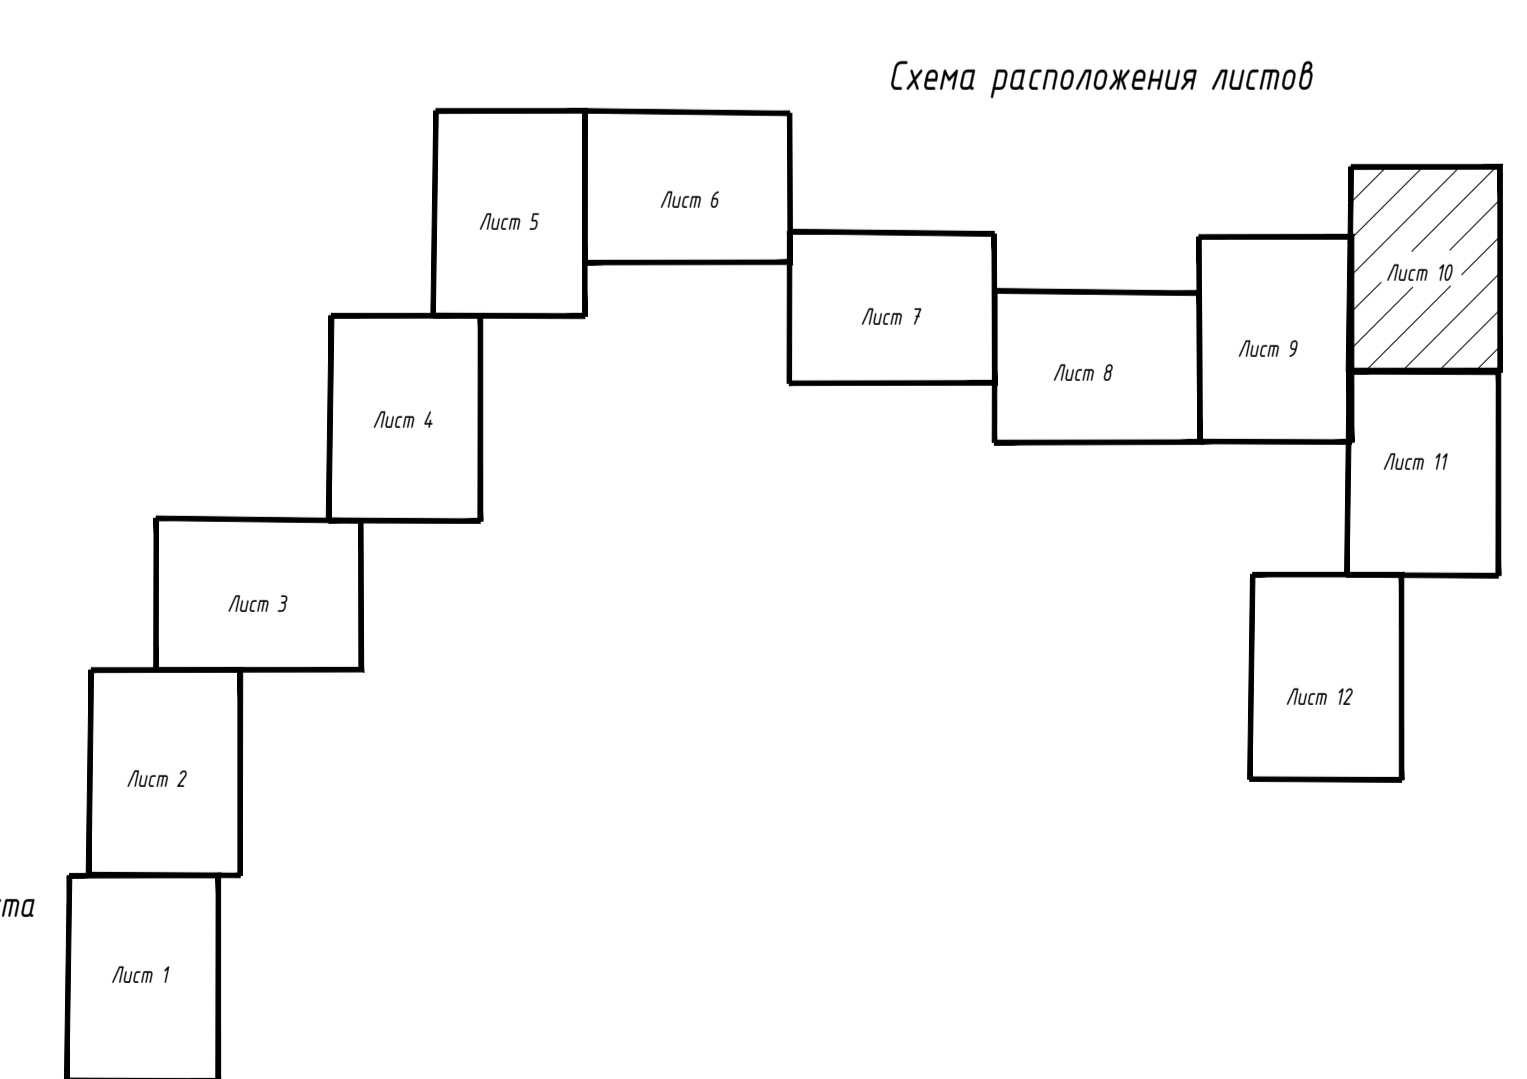 Схема расположения листов
Лист 5
Лист 6
Лист 7
Лист 8
Лист 9
Лист 10
Лист 4
Лист 11
Лист 3
Лист 12
Лист 2
Лист 1